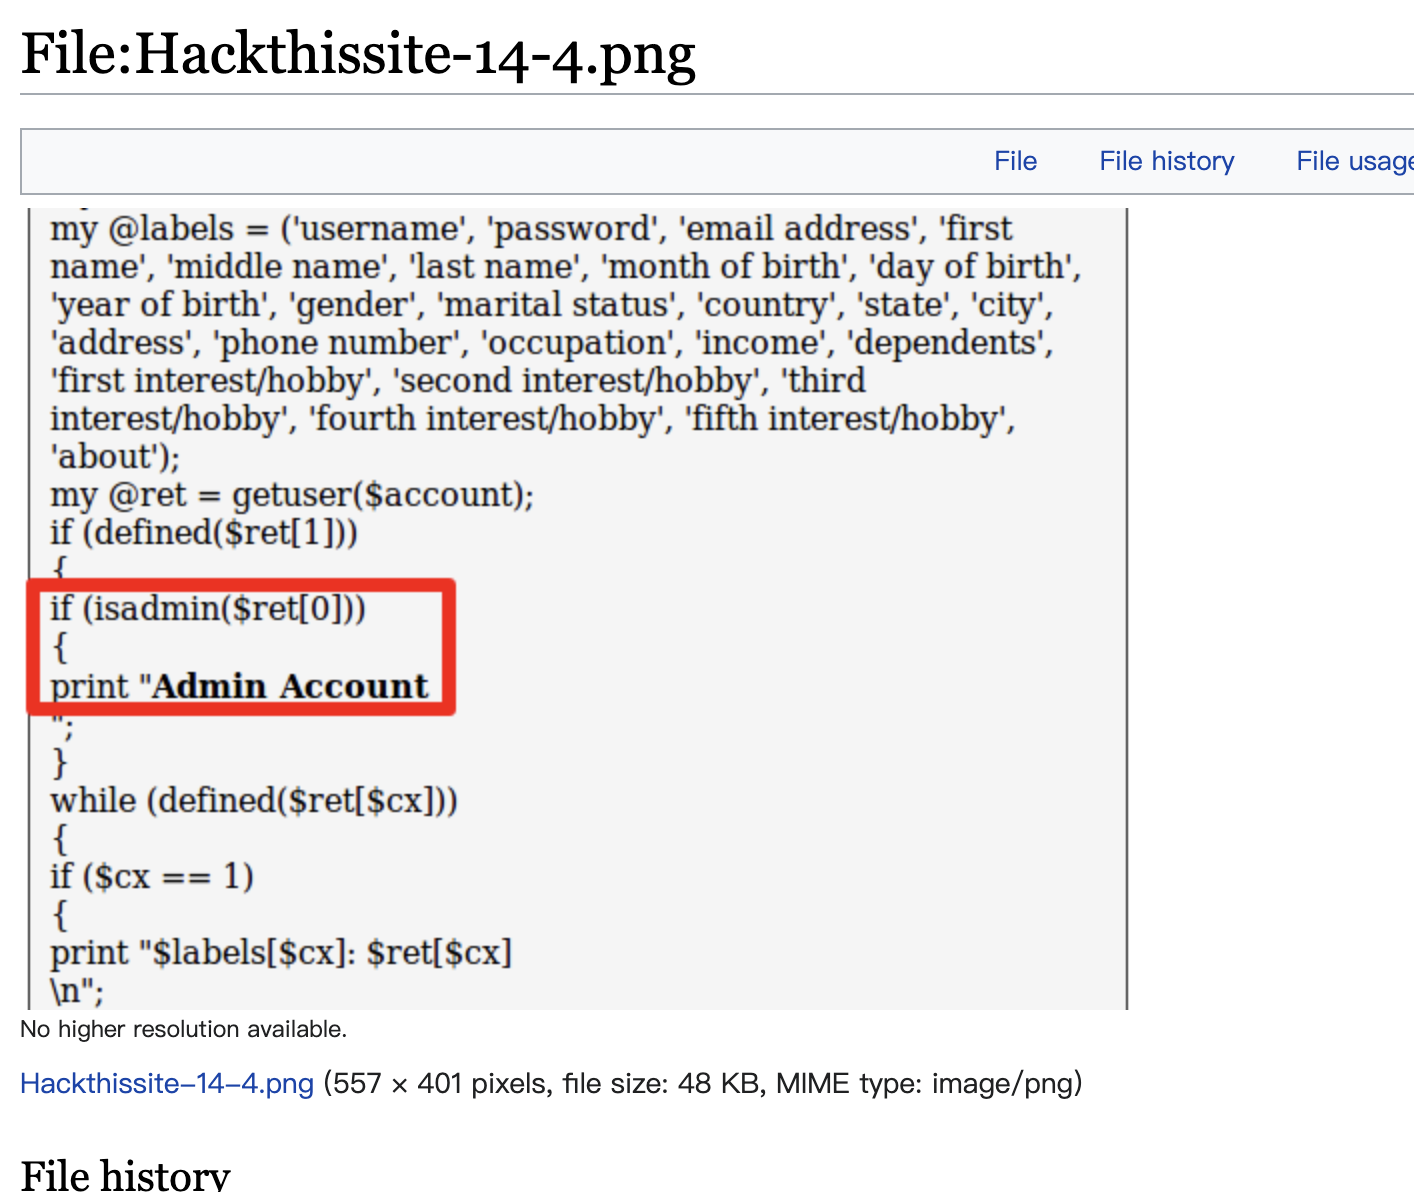 File:Hackthissite-14-4.png
File File history File usage
my @labels = ('username', 'password', 'email address', 'first
name', 'middle name', 'last name', 'month of birth', 'day of birth',
'year of birth', 'gender', 'marital status', 'country', 'state', 'city',
'address', 'phone number', 'occupation', 'income', 'dependents',
'first interest/hobby', 'second interest/hobby', 'third
interest/hobby', 'fourth interest/hobby', 'fifth interest/hobby',
'about');
my @ret = getuser($account);
if (defined($ret[1]))
{
if (isadmin($ret[0]))
{
print "Admin Account
";
}
while (defined($ret[$cx]))
{
if ($cx == 1)
{
print "$labels[$cx]: $ret[$cx]
\n";
No higher resolution available.
Hackthissite-14-4.png (557 × 401 pixels, file size: 48 KB, MIME type: image/png)
File history